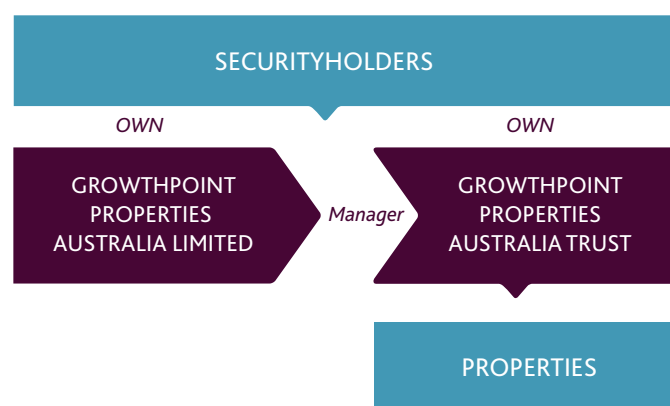 SECURITYHOLDERS
OWN
OWN
GROWTHPOINT
PROPERTIES
AUSTRALIA LIMITED
Manager
GROWTHPOINT
PROPERTIES
AUSTRALIA TRUST
PROPERTIES